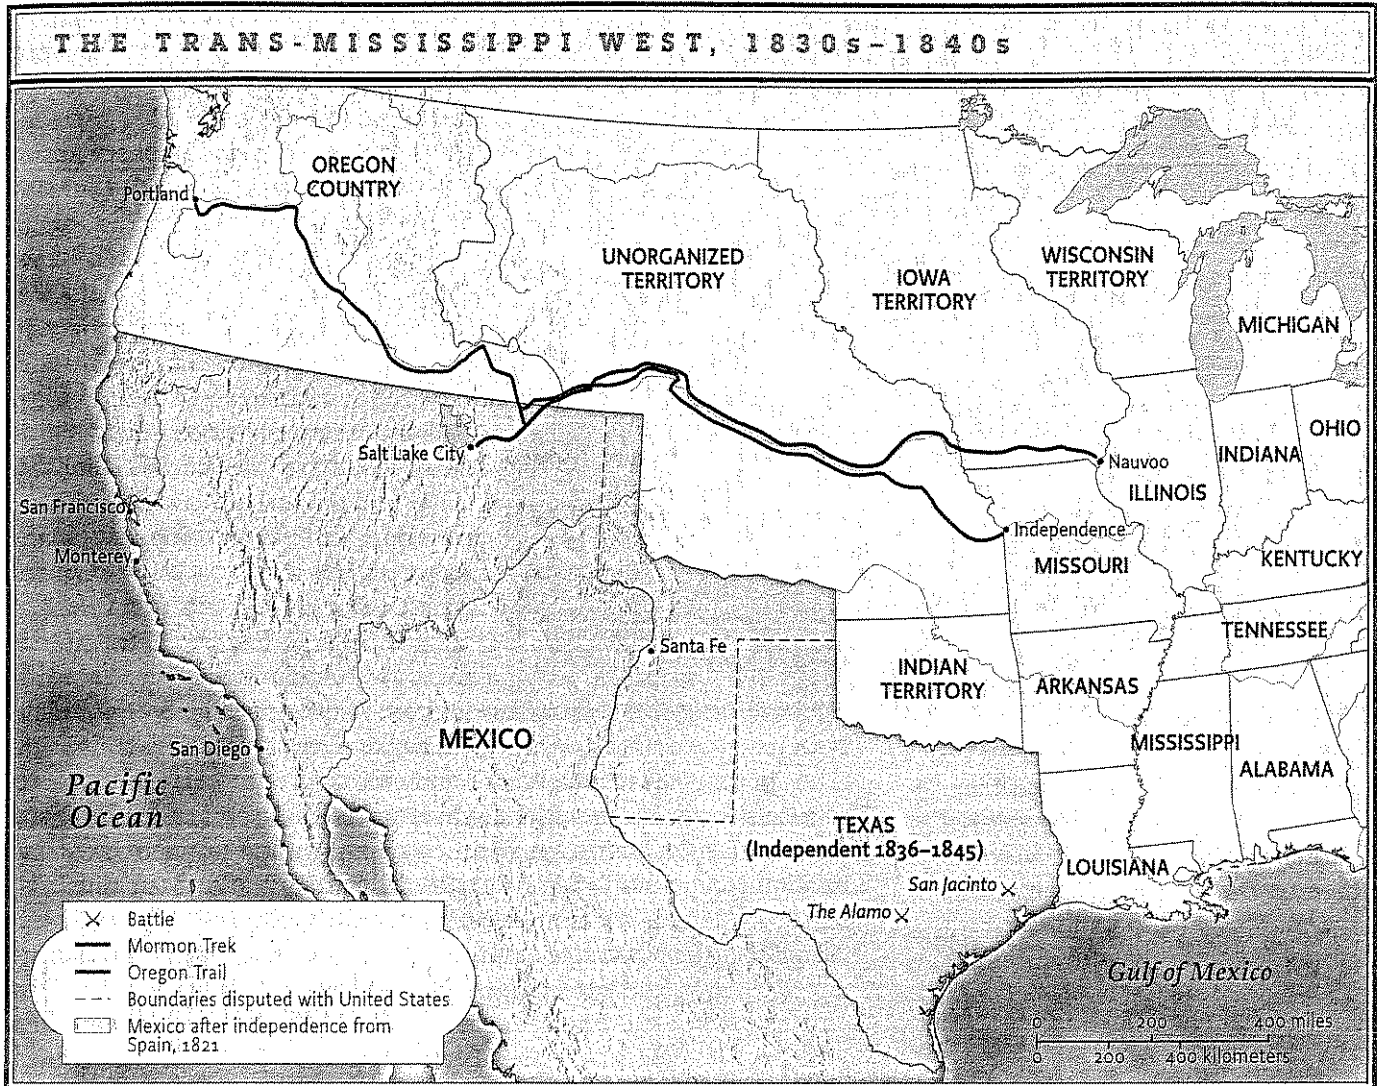 THE TRANS-MISSISSIPPI WEST, 1830s–1840s
OREGON
COUNTRY
Portland
UNORGANIZED
TERRITORY
IOWA
TERRITORY
WISCONSIN
TERRITORY
MICHIGAN
Salt Lake City
Nauvoo
ILLINOIS
INDIANA
OHIO
San Francisco
Monterey
Independence
MISSOURI
KENTUCKY
Santa Fe
TENNESSEE
INDIAN
TERRITORY
ARKANSAS
San Diego
MEXICO
MISSISSIPPI
ALABAMA
Pacific
Ocean
TEXAS
(Independent 1836–1845)
LOUISIANA
San Jacinto
The Alamo
Gulf of Mexico
Battle
Mormon Trek
Oregon Trail
Boundaries disputed with United States
Mexico after independence from
Spain, 1821
0 200 400 miles
0 200 400 kilometers